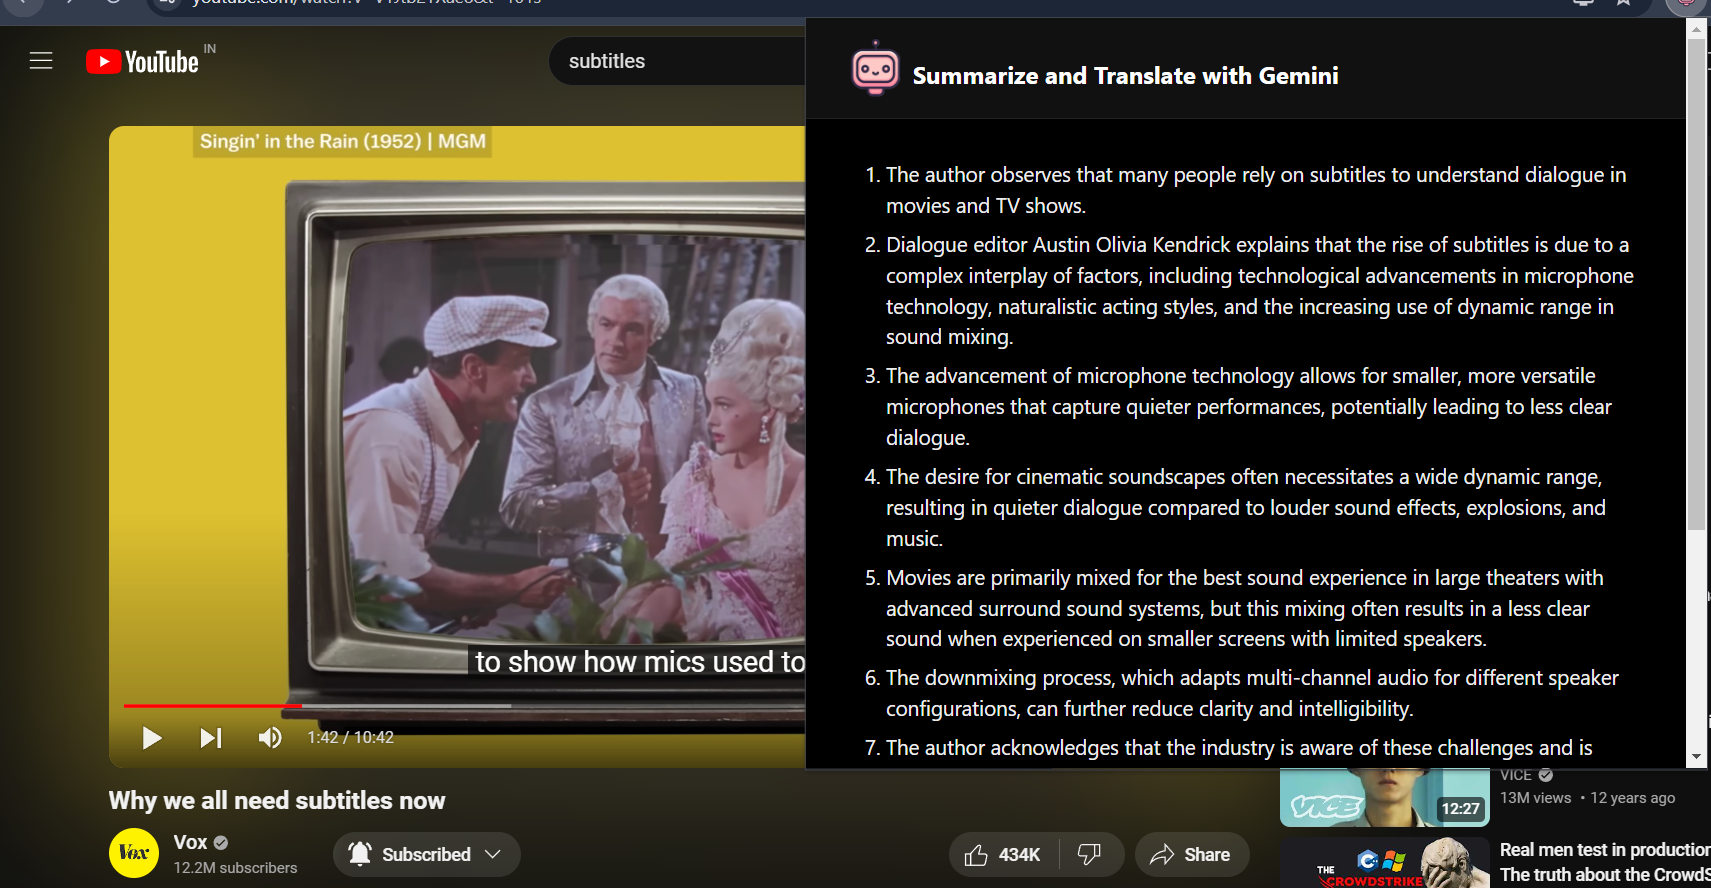 YouTube IN
subtitles
Summarize and Translate with Gemini
Singin' in the Rain (1952) | MGM
to show how mics used to
1:42 / 10:42
1. The author observes that many people rely on subtitles to understand dialogue in
movies and TV shows.
2. Dialogue editor Austin Olivia Kendrick explains that the rise of subtitles is due to a
complex interplay of factors, including technological advancements in microphone
technology, naturalistic acting styles, and the increasing use of dynamic range in
sound mixing.
3. The advancement of microphone technology allows for smaller, more versatile
microphones that capture quieter performances, potentially leading to less clear
dialogue.
4. The desire for cinematic soundscapes often necessitates a wide dynamic range,
resulting in quieter dialogue compared to louder sound effects, explosions, and
music.
5. Movies are primarily mixed for the best sound experience in large theaters with
advanced surround sound systems, but this mixing often results in a less clear
sound when experienced on smaller screens with limited speakers.
6. The downmixing process, which adapts multi-channel audio for different speaker
configurations, can further reduce clarity and intelligibility.
7. The author acknowledges that the industry is aware of these challenges and is
Why we all need subtitles now
Vox
Vox
12.2M subscribers
Subscribed
434K
Share
VICE
12:27
VICE
13M views • 12 years ago
THE
CROWDSTRIKE
Real men test in production
The truth about the CrowdS